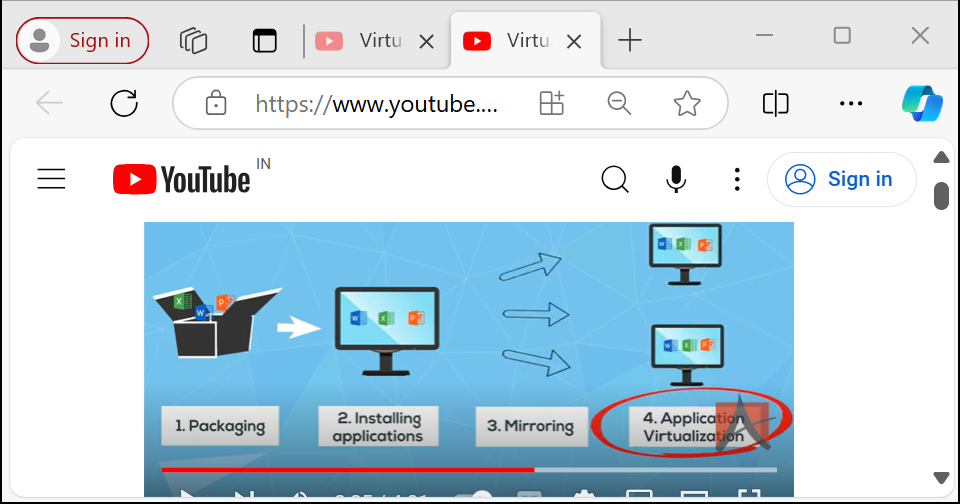 Sign in
Virtu
Virtu
https://www.youtube....
YouTube
IN
Sign in
1. Packaging
2. Installing
applications
3. Mirroring
4. Application
Virtualization